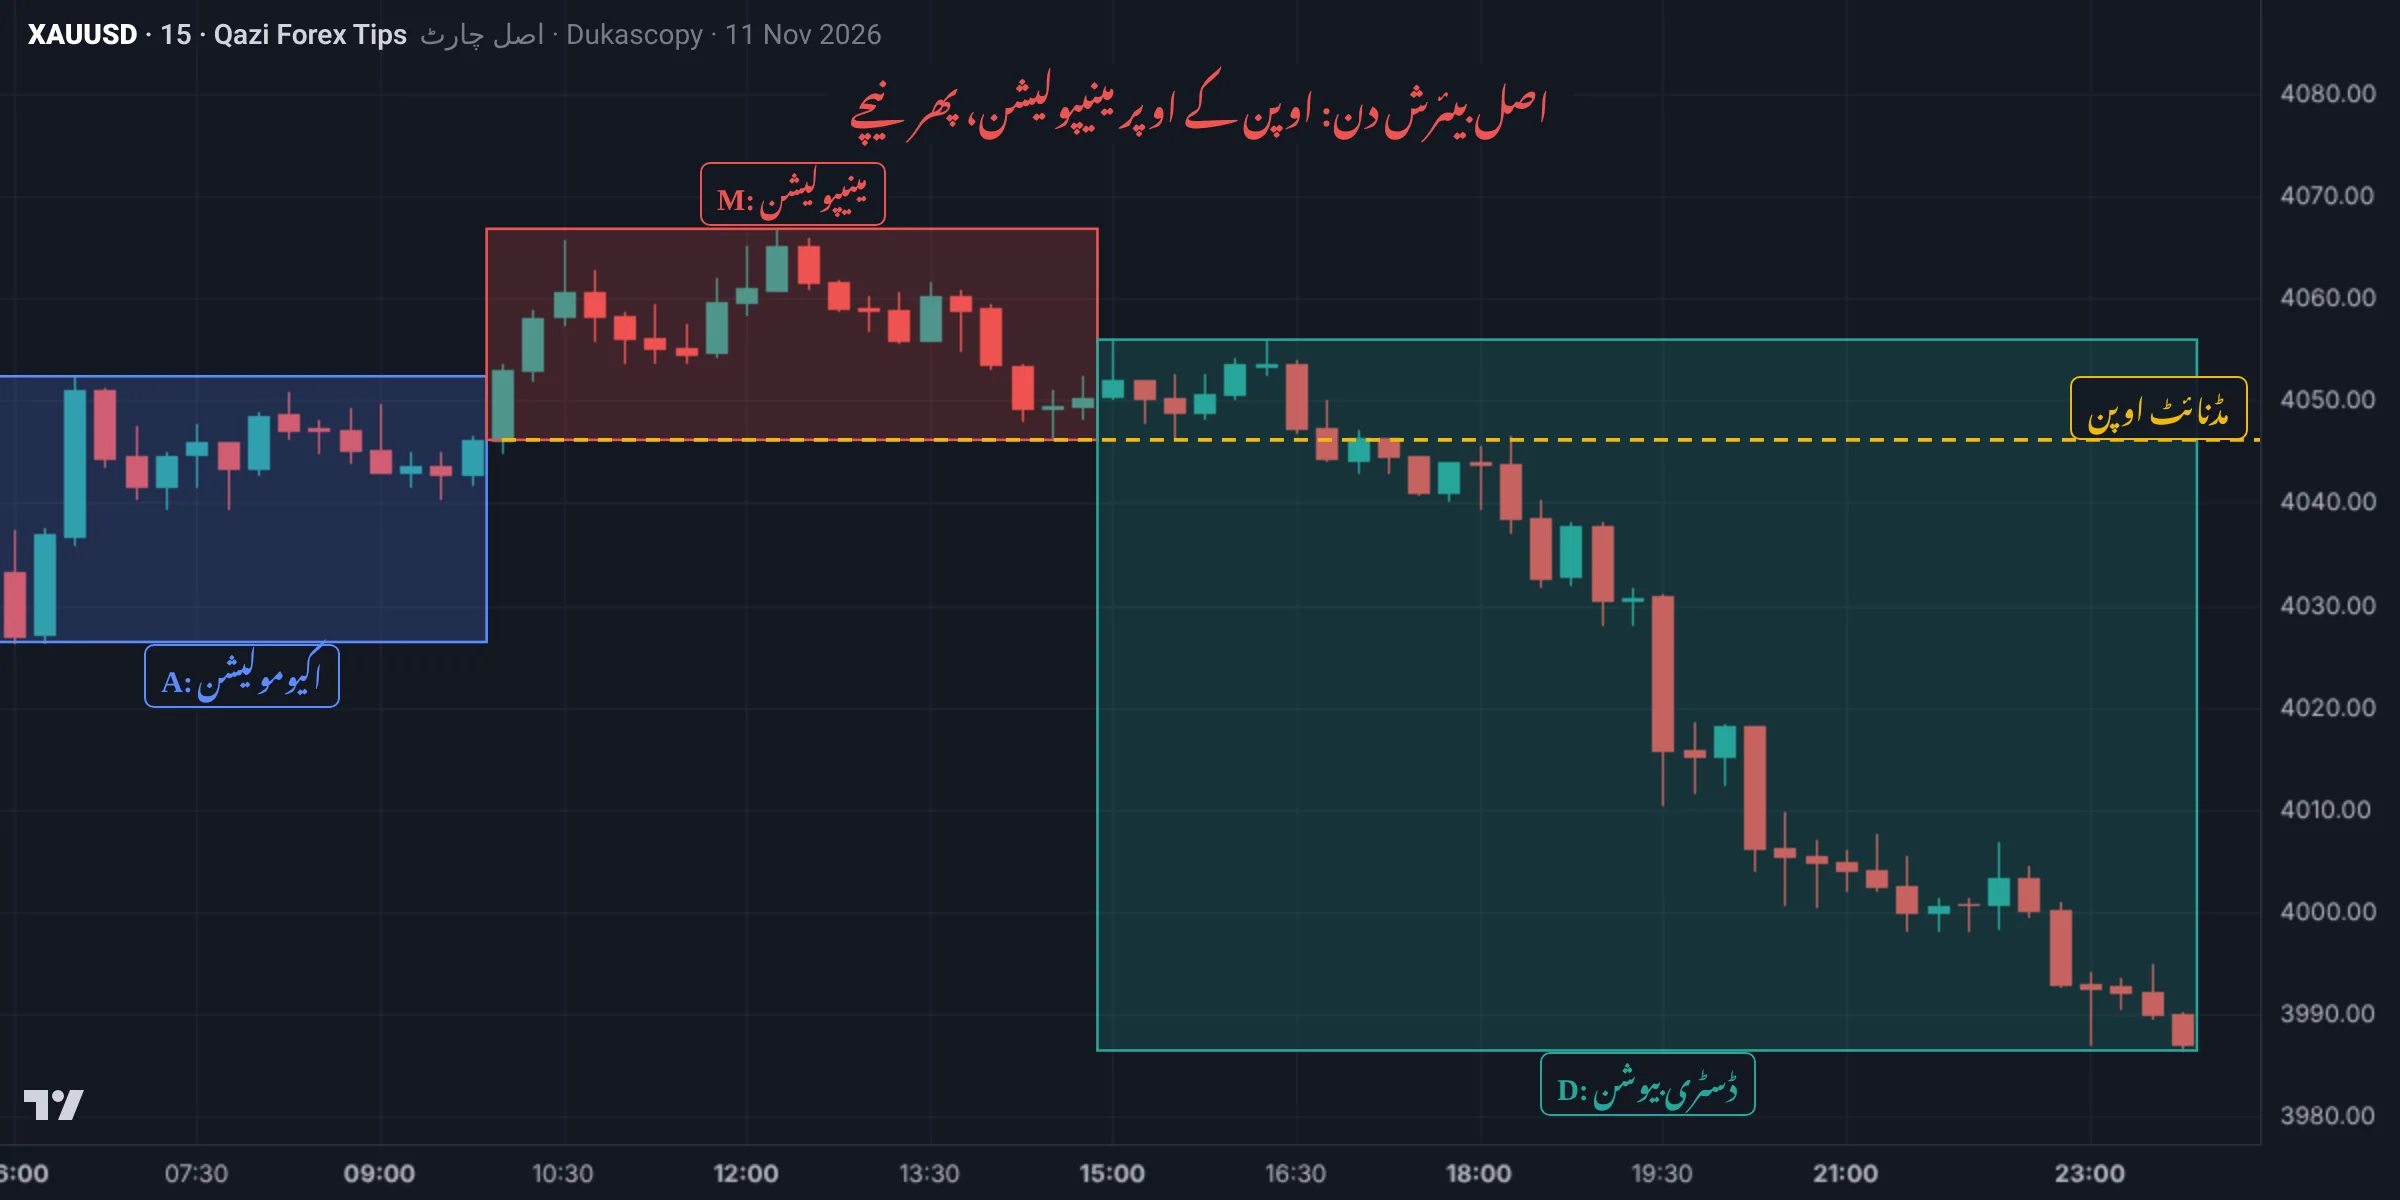 XAUUSD · 15 · Qazi Forex Tips اصل چارٹ · Dukascopy · 11 Nov 2026
اصل بیئرش دن: اوپن کے اوپر مینیپولیشن، پھر نیچے
M: مینیپولیشن
A: اکیومولیشن
D: ڈسٹری بیوشن
مڈنائٹ اوپن
4080.00
4070.00
4060.00
4050.00
4040.00
4030.00
4020.00
4010.00
4000.00
3990.00
3980.00
6:00 07:30 09:00 10:30 12:00 13:30 15:00 16:30 18:00 19:30 21:00 23:00